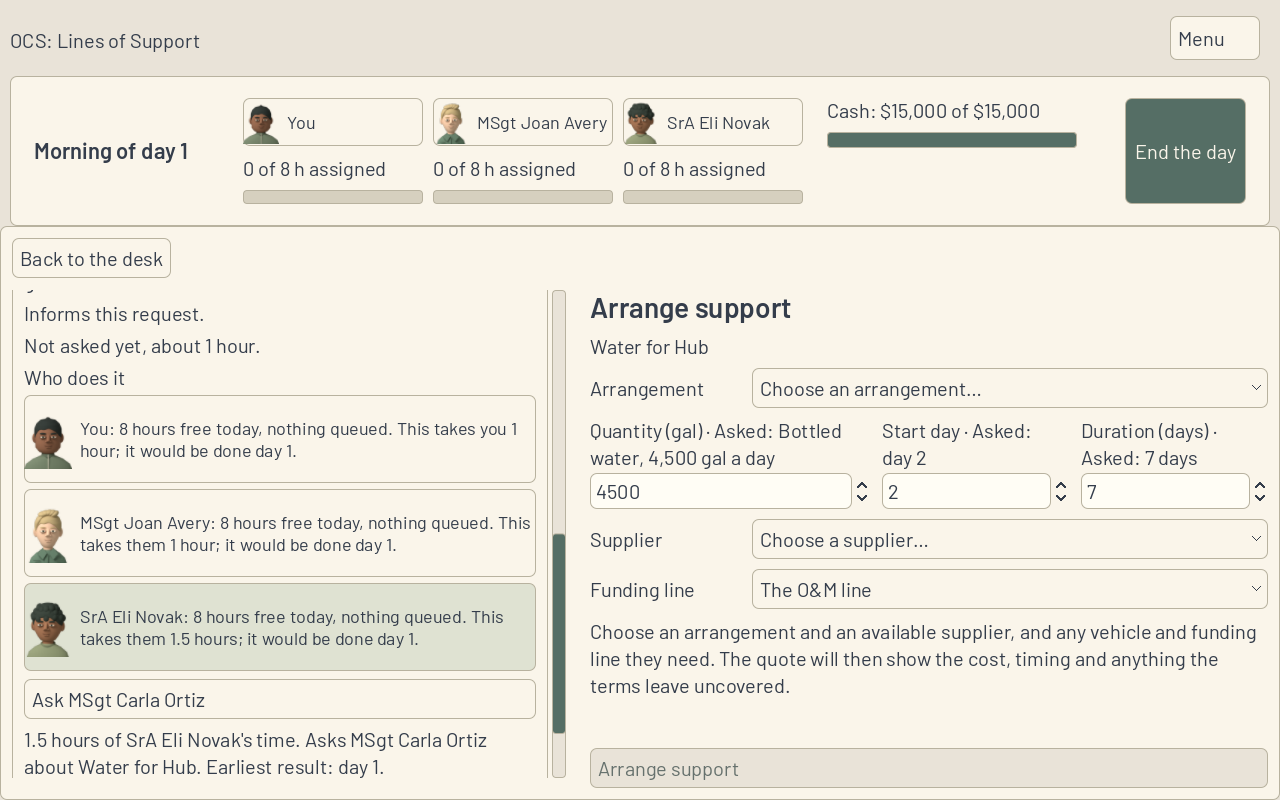 OCS: Lines of Support
Menu
Morning of day 1
You
0 of 8 h assigned
MSgt Joan Avery
0 of 8 h assigned
SrA Eli Novak
0 of 8 h assigned
Cash: $15,000 of $15,000
End the day
Back to the desk
Informs this request.
Not asked yet, about 1 hour.
Who does it
You: 8 hours free today, nothing queued. This takes you 1
hour; it would be done day 1.
MSgt Joan Avery: 8 hours free today, nothing queued. This
takes them 1 hour; it would be done day 1.
SrA Eli Novak: 8 hours free today, nothing queued. This
takes them 1.5 hours; it would be done day 1.
Ask MSgt Carla Ortiz
1.5 hours of SrA Eli Novak's time. Asks MSgt Carla Ortiz
about Water for Hub. Earliest result: day 1.
Arrange support
Water for Hub
Arrangement
Choose an arrangement...
Quantity (gal) · Asked: Bottled
water, 4,500 gal a day
4500
Start day · Asked:
day 2
2
Duration (days) ·
Asked: 7 days
7
Supplier
Choose a supplier...
Funding line
The O&M line
Choose an arrangement and an available supplier, and any vehicle and funding
line they need. The quote will then show the cost, timing and anything the
terms leave uncovered.
Arrange support